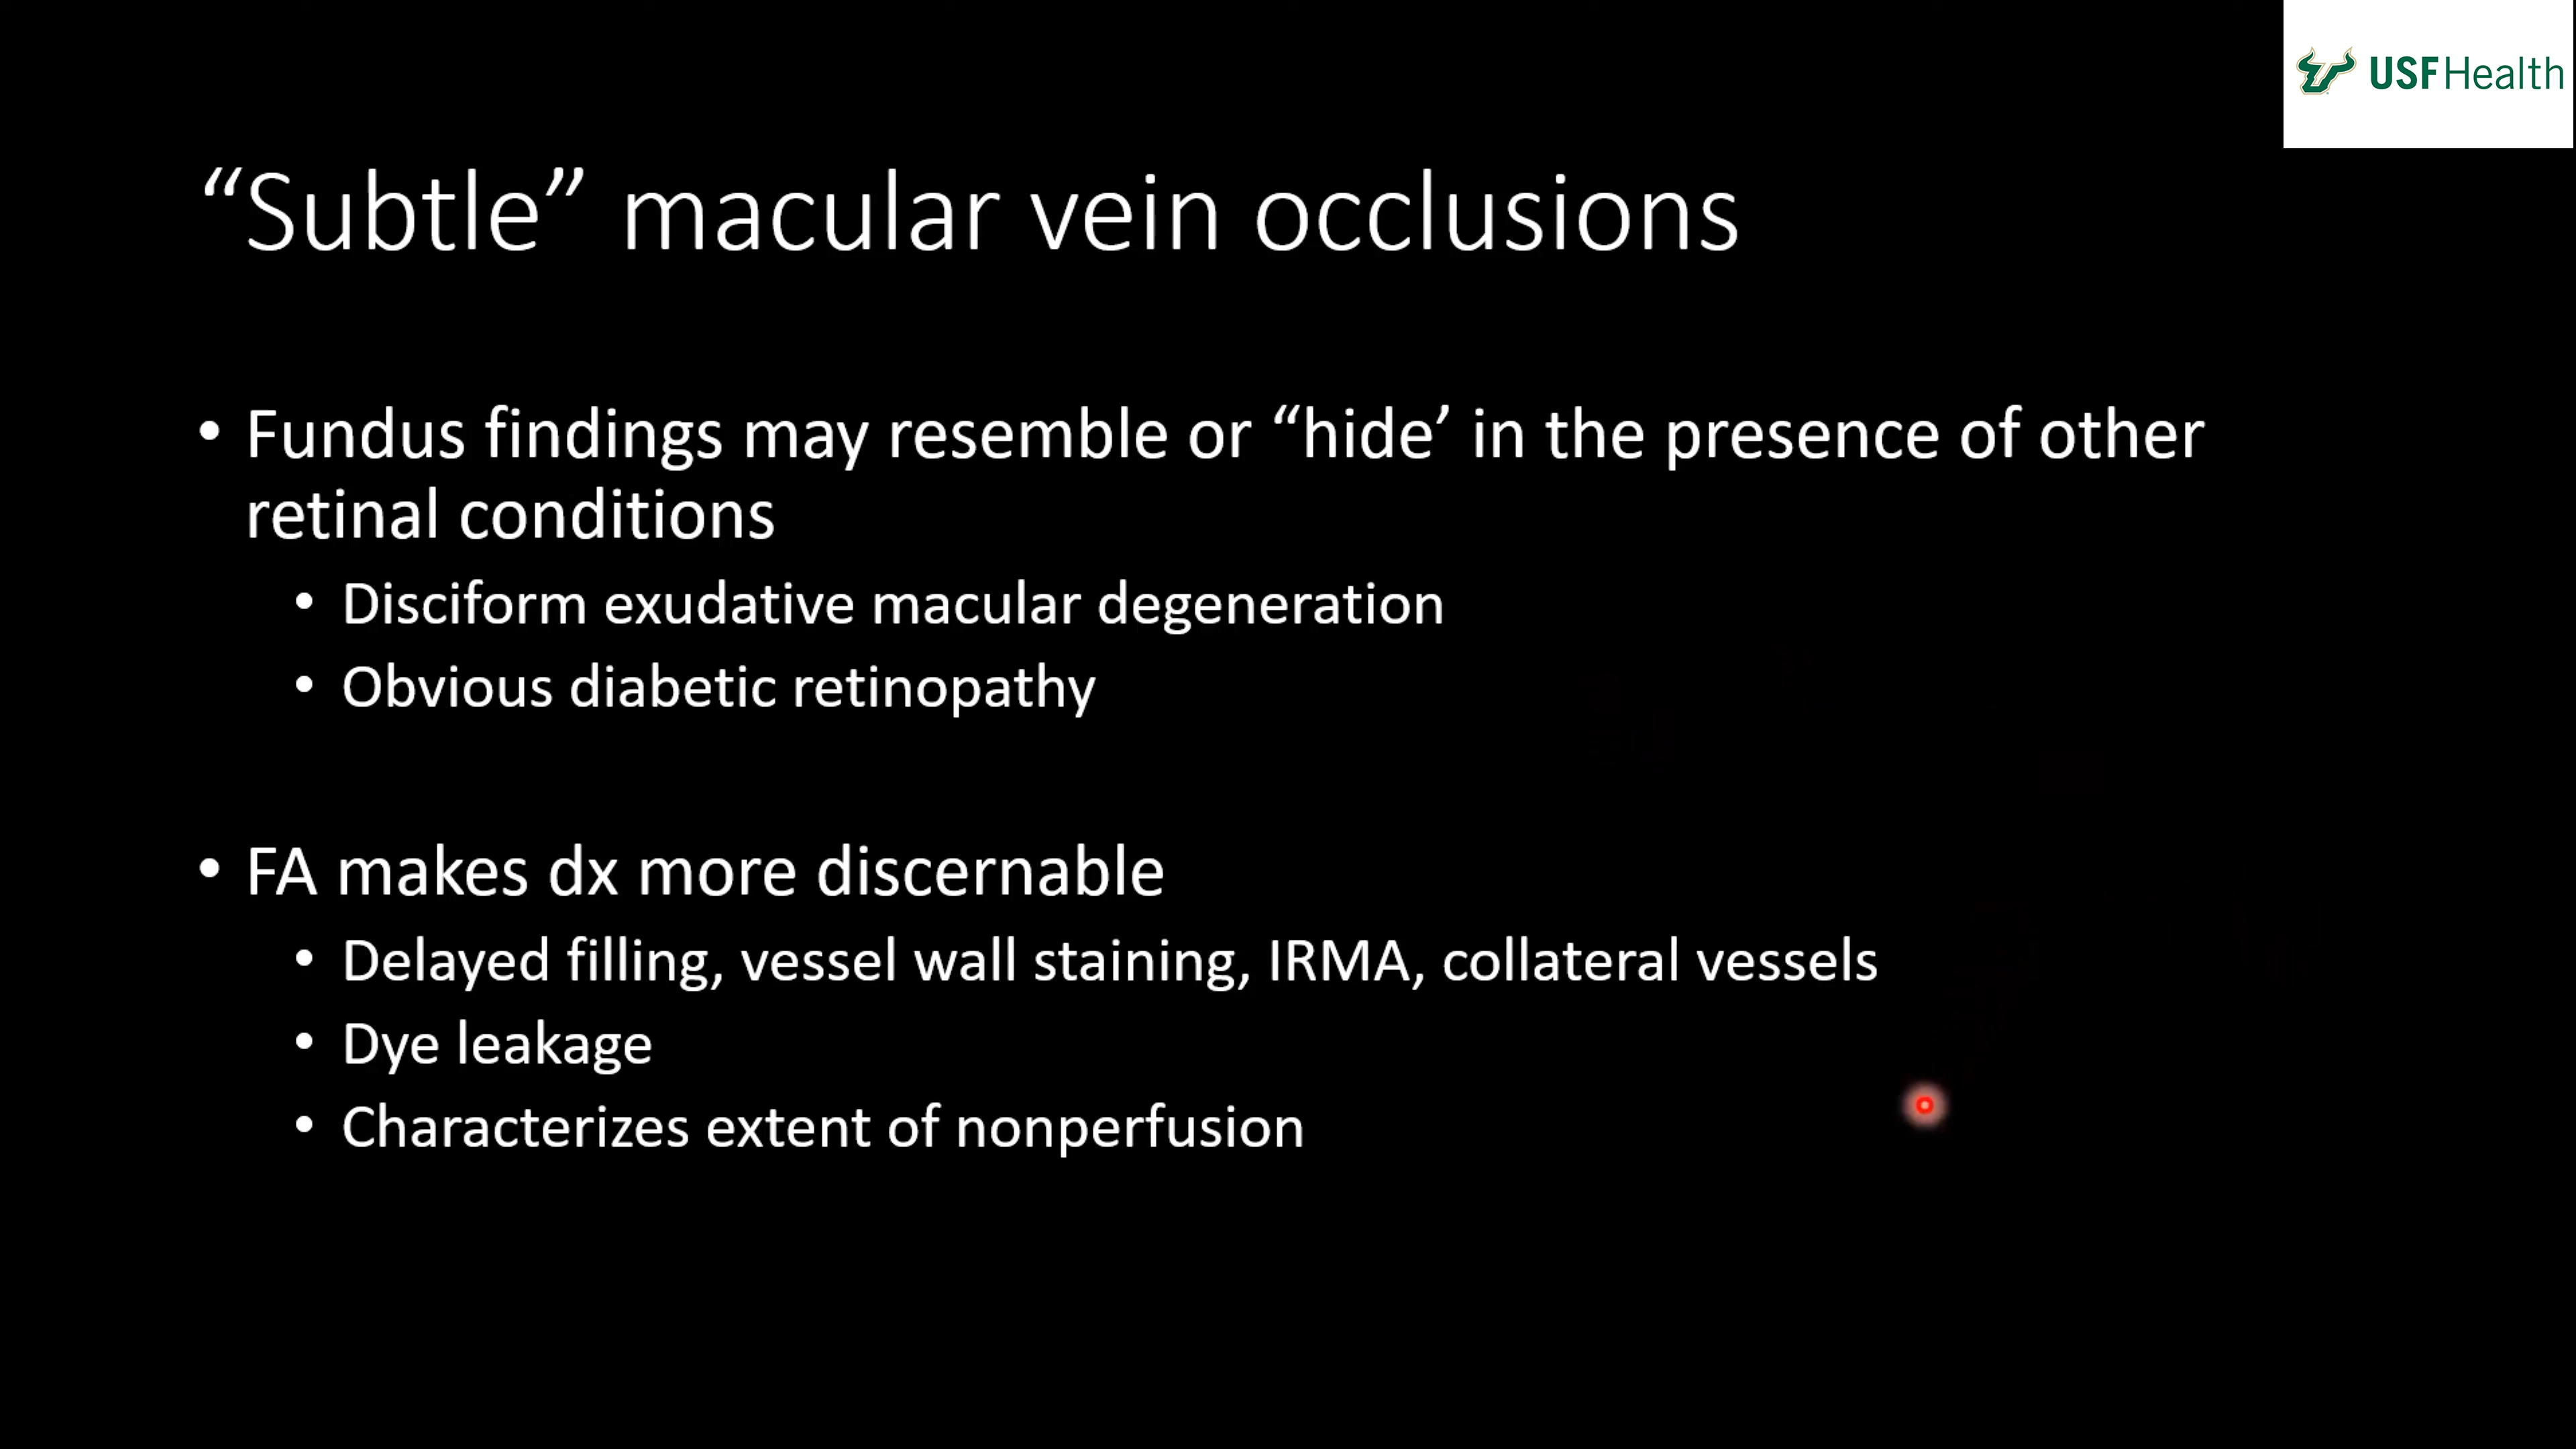 USFHealth
“Subtle” macular vein occlusions
• Fundus findings may resemble or “hide’ in the presence of other
retinal conditions
• Disciform exudative macular degeneration
• Obvious diabetic retinopathy
• FA makes dx more discernable
• Delayed filling, vessel wall staining, IRMA, collateral vessels
• Dye leakage
• Characterizes extent of nonperfusion